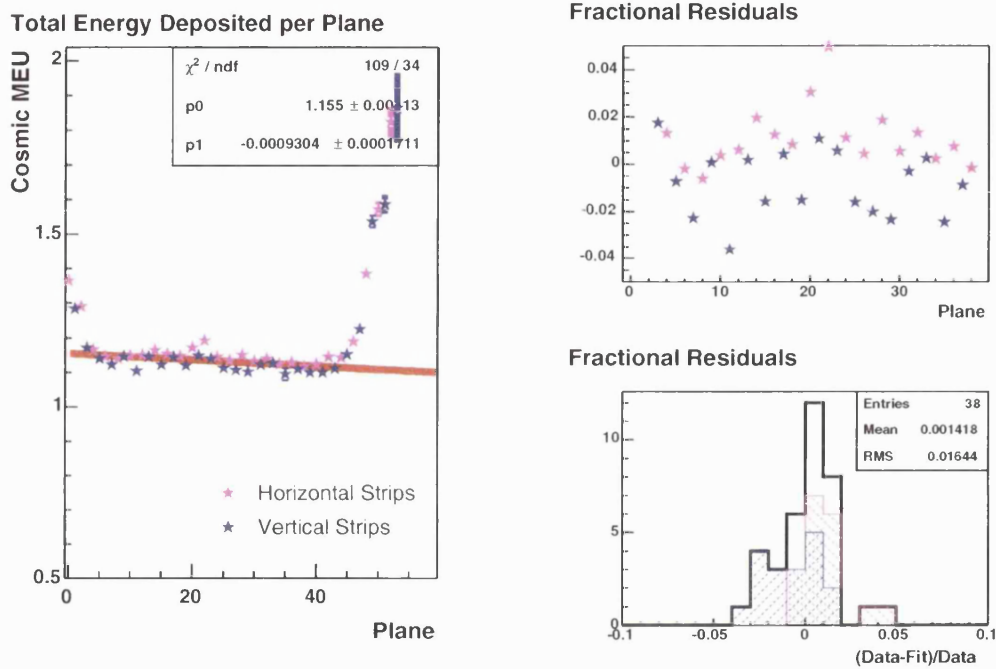 Total Energy Deposited per Plane
Cosmic MEU
2
1.5
1
0.5
χ² / ndf 109 / 34
p0 1.155 ±
p1 -0.0009304 ± 0.0001711
Horizontal Strips
Vertical Strips
0 20 40
Plane
Fractional Residuals
0.04
0.02
0
-0.02
-0.04
0 10 20 30
Plane
Fractional Residuals
Entries 38
Mean 0.001418
RMS 0.01644
10
5
0
-0.1 -0.05 0 0.05 0.1
(Data-Fit)/Data